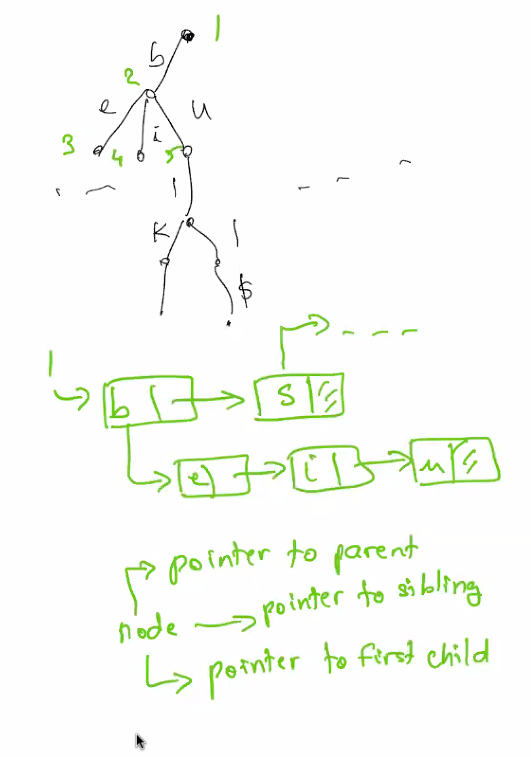 1
b
2
e i u
3 4 5
l
K l
$
1
b S
e i u
pointer to parent
node pointer to sibling
pointer to first child